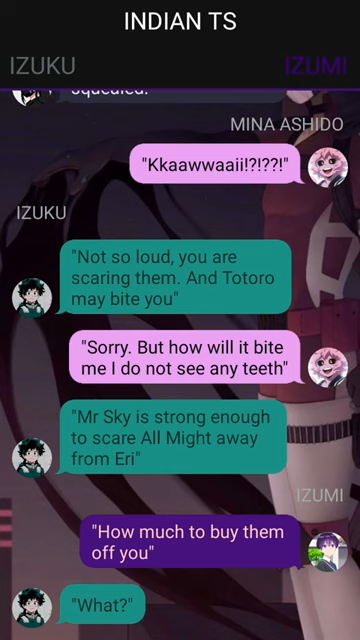 INDIAN TS
IZUKU
IZUMI
squealed.
MINA ASHIDO
"Kkaawwaaii!?!??!"
IZUKU
"Not so loud, you are
scaring them. And Totoro
may bite you"
"Sorry. But how will it bite
me I do not see any teeth"
"Mr Sky is strong enough
to scare All Might away
from Eri"
IZUMI
"How much to buy them
off you"
"What?"